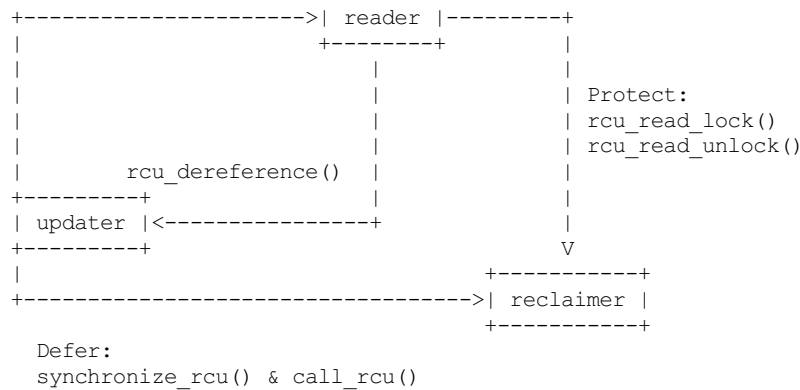 reader
Protect:
rcu_read_lock()
rcu_read_unlock()
rcu_dereference()
updater
reclaimer
Defer:
synchronize_rcu() & call_rcu()